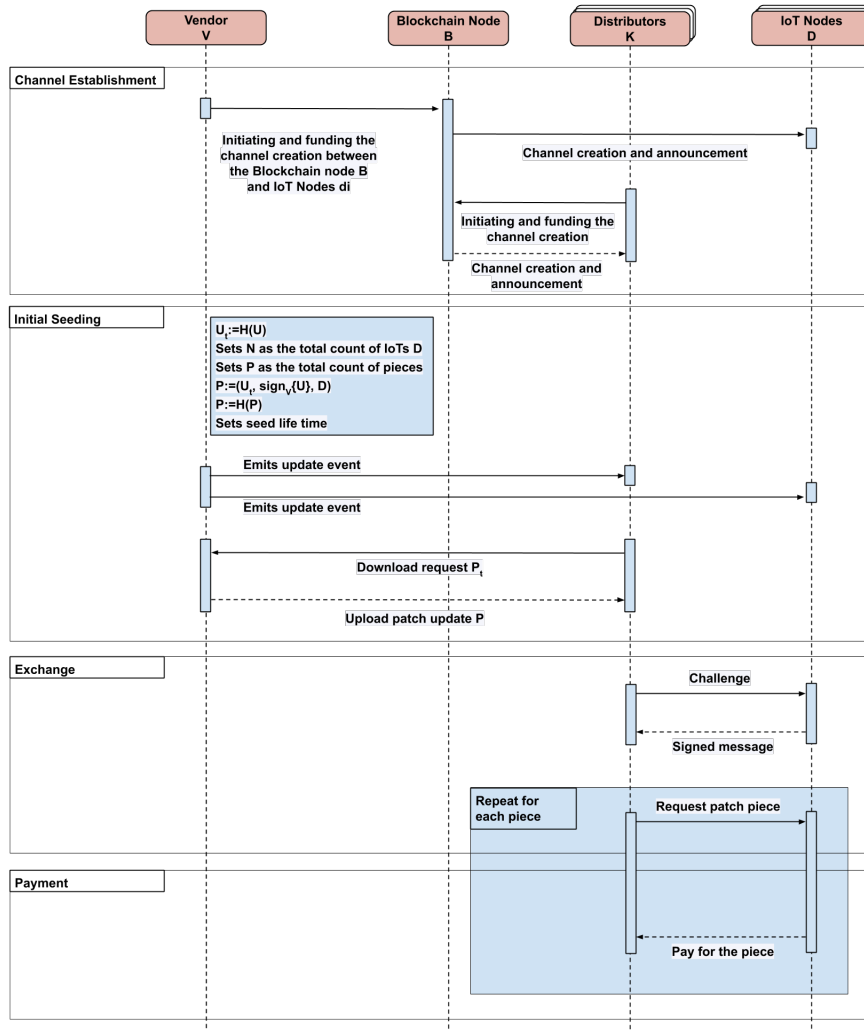 Vendor
V
Blockchain Node
B
Distributors
K
IoT Nodes
D
Channel Establishment
Initiating and funding the
channel creation between
the Blockchain node B
and IoT Nodes di
Channel creation and announcement
Initiating and funding the
channel creation
Channel creation and
announcement
Initial Seeding
Uₜ:=H(U)
Sets N as the total count of IoTs D
Sets P as the total count of pieces
P:=(Uₜ, signᵥ{U}, D)
P:=H(P)
Sets seed life time
Emits update event
Emits update event
Download request Pₜ
Upload patch update P
Exchange
Challenge
Signed message
Repeat for
each piece
Request patch piece
Payment
Pay for the piece